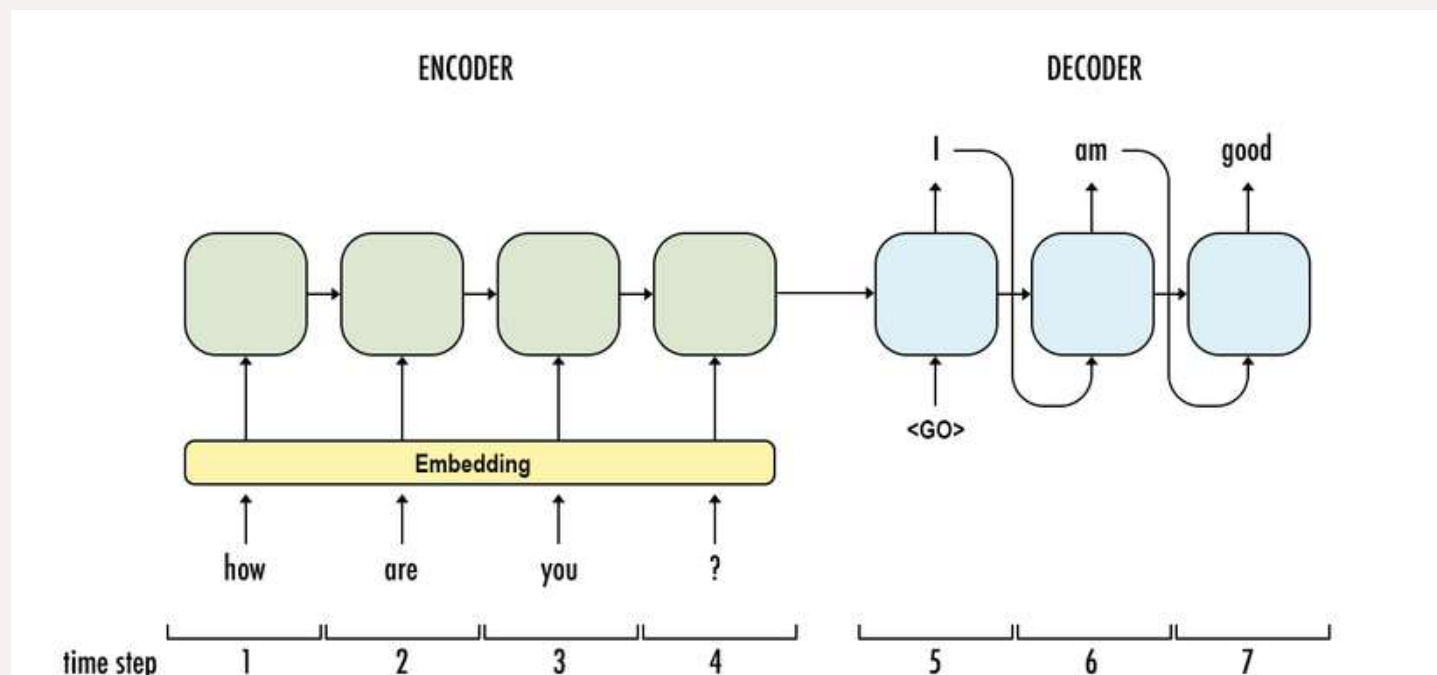 ENCODER DECODER
I am good
<GO>
Embedding
how are you ?
time step 1 2 3 4 5 6 7